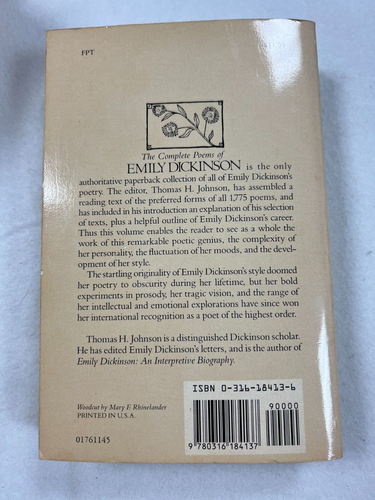 FPT
The Complete Poems of
EMILY DICKINSON is the only
authoritative paperback collection of all of Emily Dickinson's
poetry. The editor, Thomas H. Johnson, has assembled a
reading text of the preferred forms of all 1,775 poems, and
has included in his introduction an explanation of his selection
of texts, plus a helpful outline of Emily Dickinson's career.
Thus this volume enables the reader to see as a whole the
work of this remarkable poetic genius, the complexity of
her personality, the fluctuation of her moods, and the devel-
opment of her style.
The startling originality of Emily Dickinson's style doomed
her poetry to obscurity during her lifetime, but her bold
experiments in prosody, her tragic vision, and the range of
her intellectual and emotional explorations have since won
her international recognition as a poet of the highest order.
Thomas H. Johnson is a distinguished Dickinson scholar.
He has edited Emily Dickinson's letters, and is the author of
Emily Dickinson: An Interpretive Biography.
ISBN 0-316-18413-6
90000
9 780316 184137
Woodcut by Mary F. Rhinelander
PRINTED IN U.S.A.
01761145